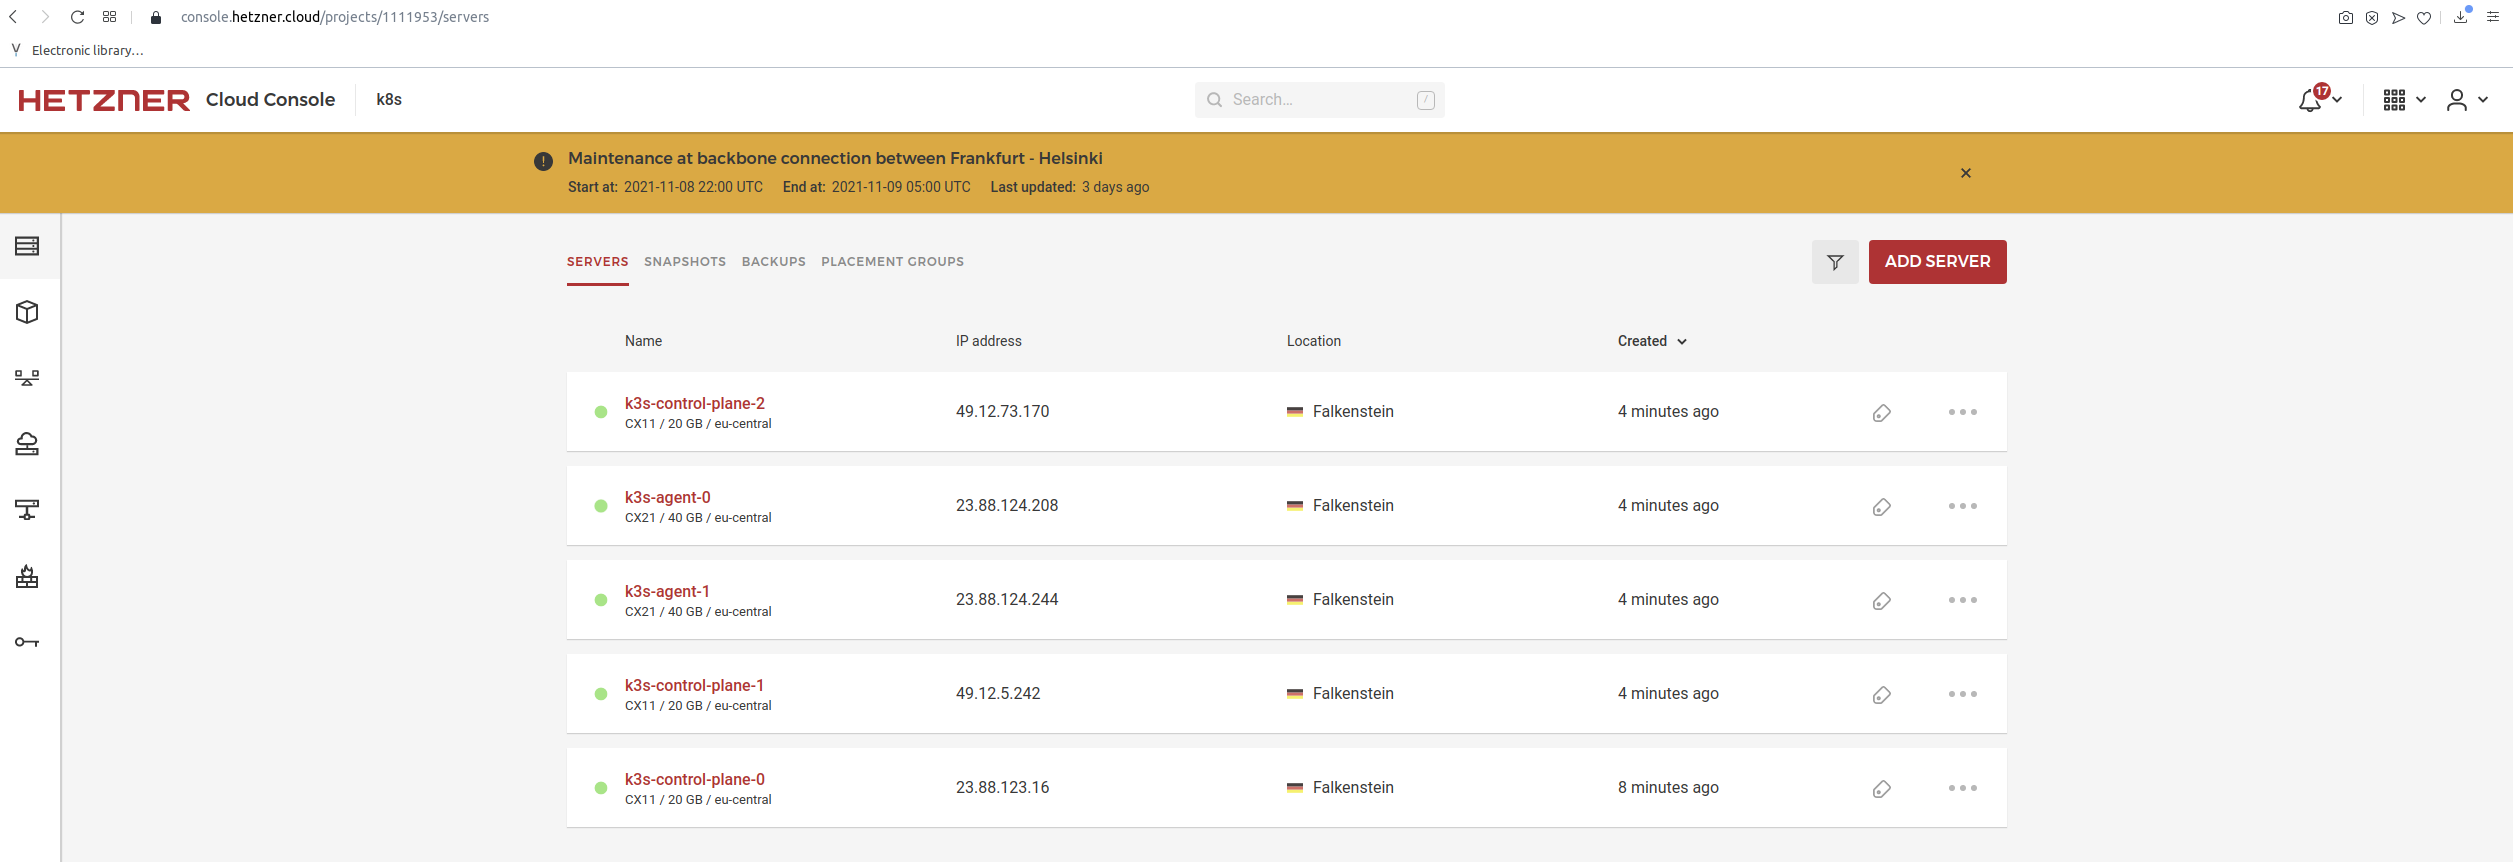 console.hetzner.cloud/projects/1111953/servers
Electronic library...
HETZNER Cloud Console k8s Search... / 17
Maintenance at backbone connection between Frankfurt - Helsinki
Start at: 2021-11-08 22:00 UTC End at: 2021-11-09 05:00 UTC Last updated: 3 days ago
SERVERS SNAPSHOTS BACKUPS PLACEMENT GROUPS ADD SERVER
Name IP address Location Created
k3s-control-plane-2 49.12.73.170 Falkenstein 4 minutes ago
CX11 / 20 GB / eu-central
k3s-agent-0 23.88.124.208 Falkenstein 4 minutes ago
CX21 / 40 GB / eu-central
k3s-agent-1 23.88.124.244 Falkenstein 4 minutes ago
CX21 / 40 GB / eu-central
k3s-control-plane-1 49.12.5.242 Falkenstein 4 minutes ago
CX11 / 20 GB / eu-central
k3s-control-plane-0 23.88.123.16 Falkenstein 8 minutes ago
CX11 / 20 GB / eu-central